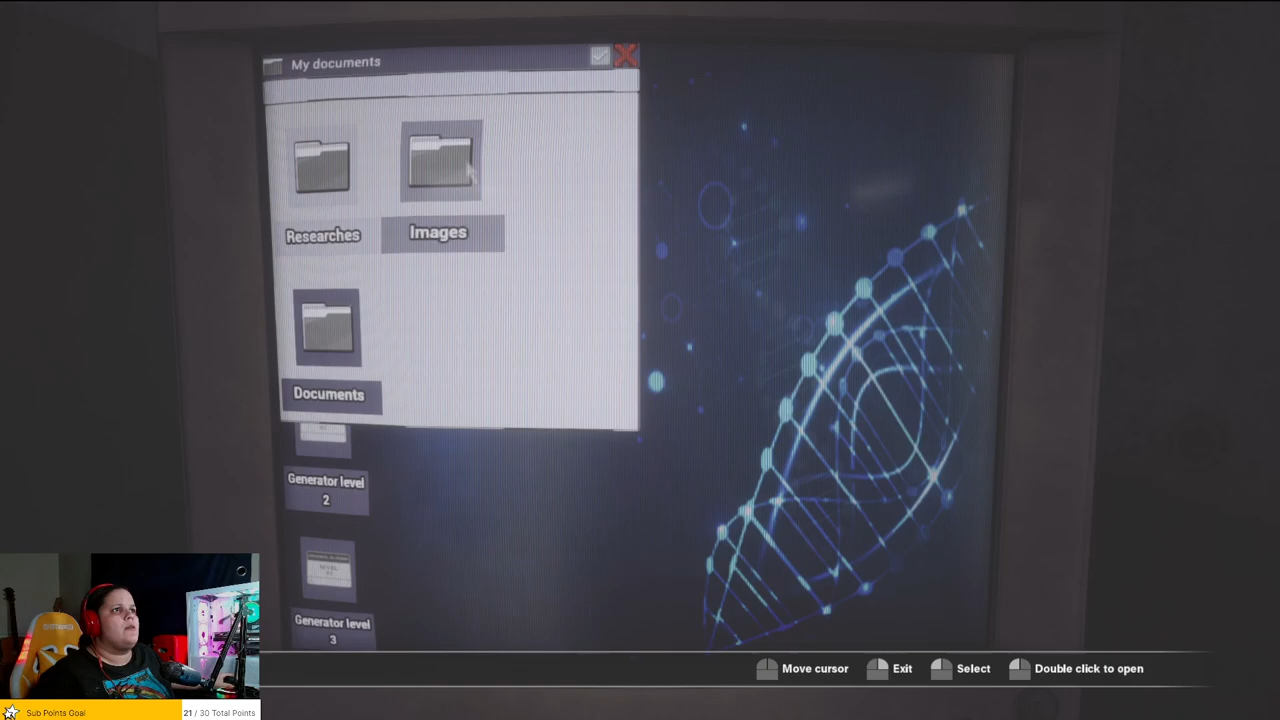 My documents
Researches
Images
Documents
Generator level
2
Generator level
3
Move cursor
Exit
Select
Double click to open
Sub Points Goal
21 / 30 Total Points